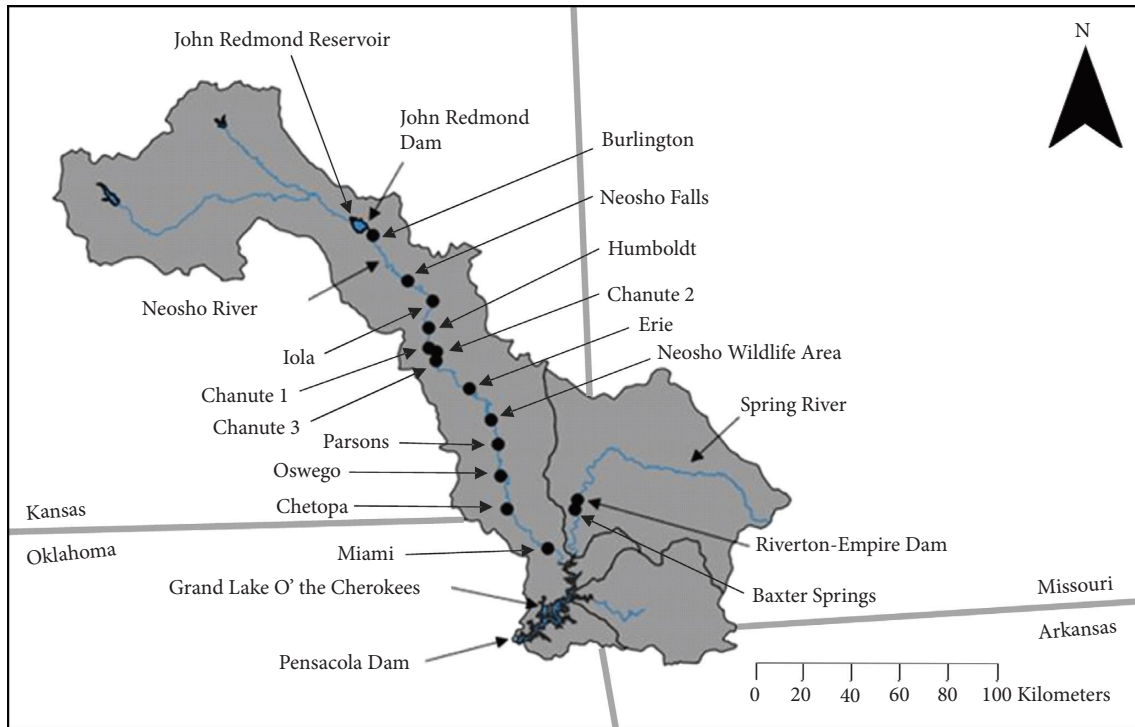 N
John Redmond Reservoir
John Redmond
Dam
Burlington
Neosho Falls
Humboldt
Neosho River
Chanute 2
Erie
Iola
Neosho Wildlife Area
Chanute 1
Spring River
Chanute 3
Parsons
Oswego
Chetopa
Kansas
Oklahoma
Riverton-Empire Dam
Miami
Grand Lake O' the Cherokees
Baxter Springs
Missouri
Arkansas
Pensacola Dam
0 20 40 60 80 100 Kilometers